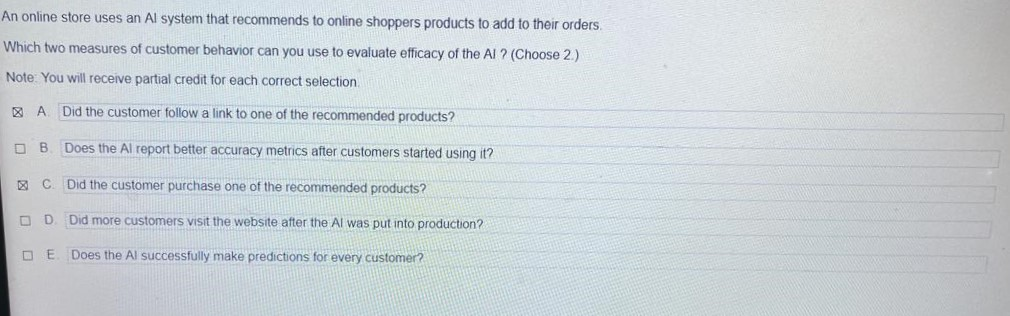 An online store uses an AI system that recommends to online shoppers products to add to their orders.
Which two measures of customer behavior can you use to evaluate efficacy of the AI ? (Choose 2.)
Note: You will receive partial credit for each correct selection.
A. Did the customer follow a link to one of the recommended products?
B. Does the AI report better accuracy metrics after customers started using it?
C. Did the customer purchase one of the recommended products?
D. Did more customers visit the website after the AI was put into production?
E. Does the AI successfully make predictions for every customer?